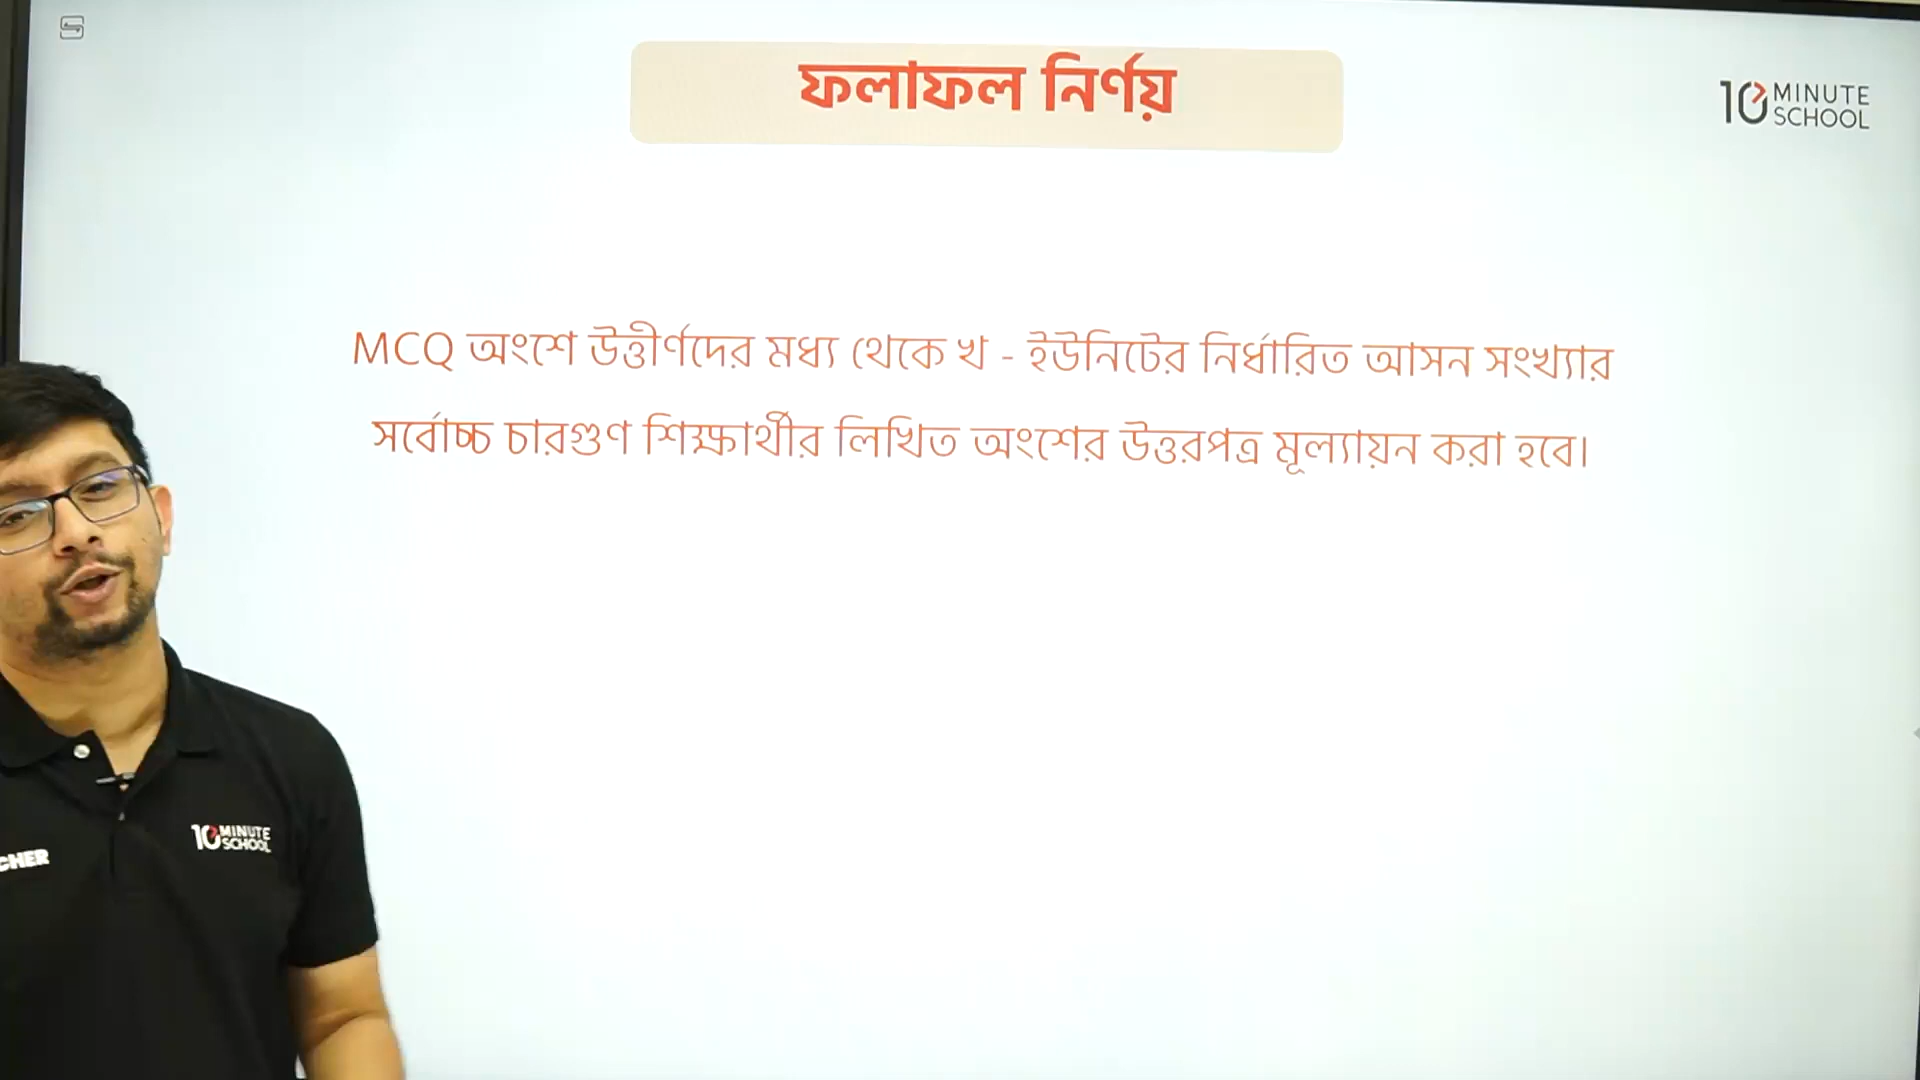 ফলাফল নির্ণয়
10 MINUTE
SCHOOL
MCQ অংশে উত্তীর্ণদের মধ্য থেকে খ - ইউনিটের নির্ধারিত আসন সংখ্যার
সর্বোচ্চ চারগুণ শিক্ষার্থীর লিখিত অংশের উত্তরপত্র মূল্যায়ন করা হবে।
10 MINUTE
SCHOOL
CHER